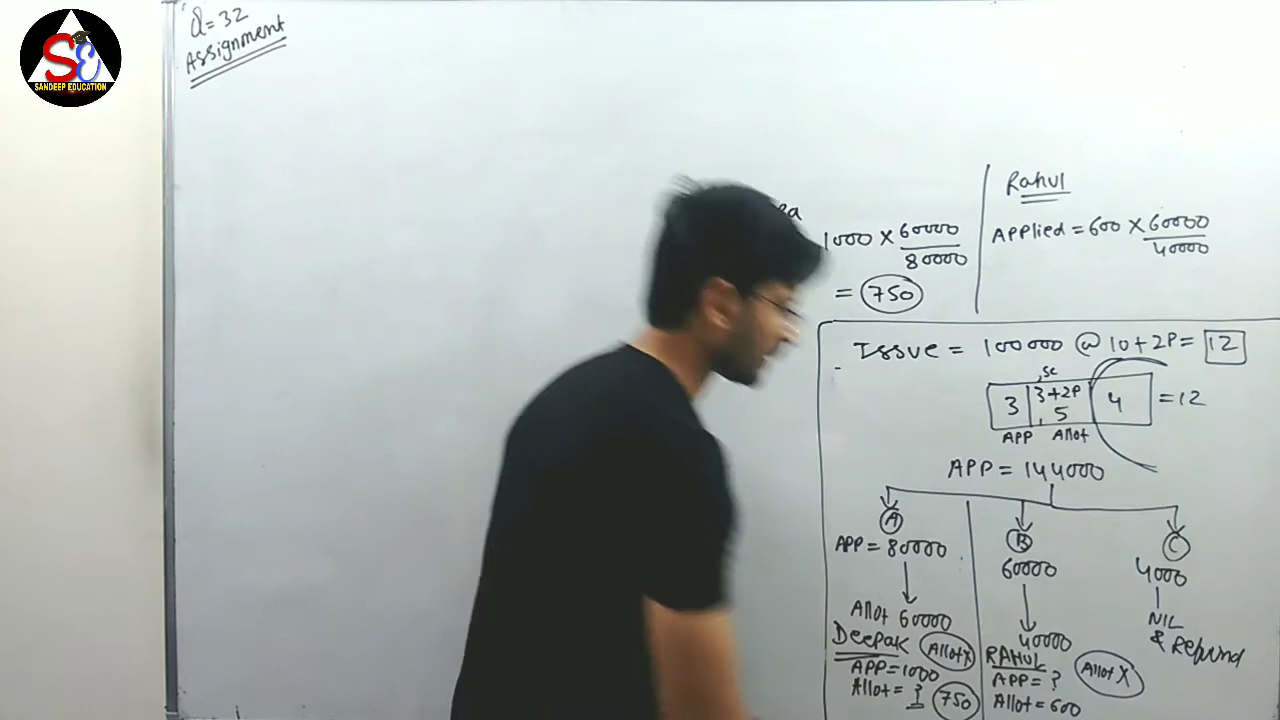 SE
SANDEEP EDUCATION
Q=32
Assignment
1000 × 60000/80000
= 750
Rahul
Applied = 600 × 60000/40000
Issue = 100000 @ 10+2P= 12
,SC
3 | 3+2P | 4 = 12
5
APP Allot
APP = 144000
A
APP = 80000
Allot 60000
Deepak Allot X
APP = 1000
Allot = ? 750
B
60000
40000
RAHUL Allot X
APP = ?
Allot = 600
C
4000
NIL
& Refund